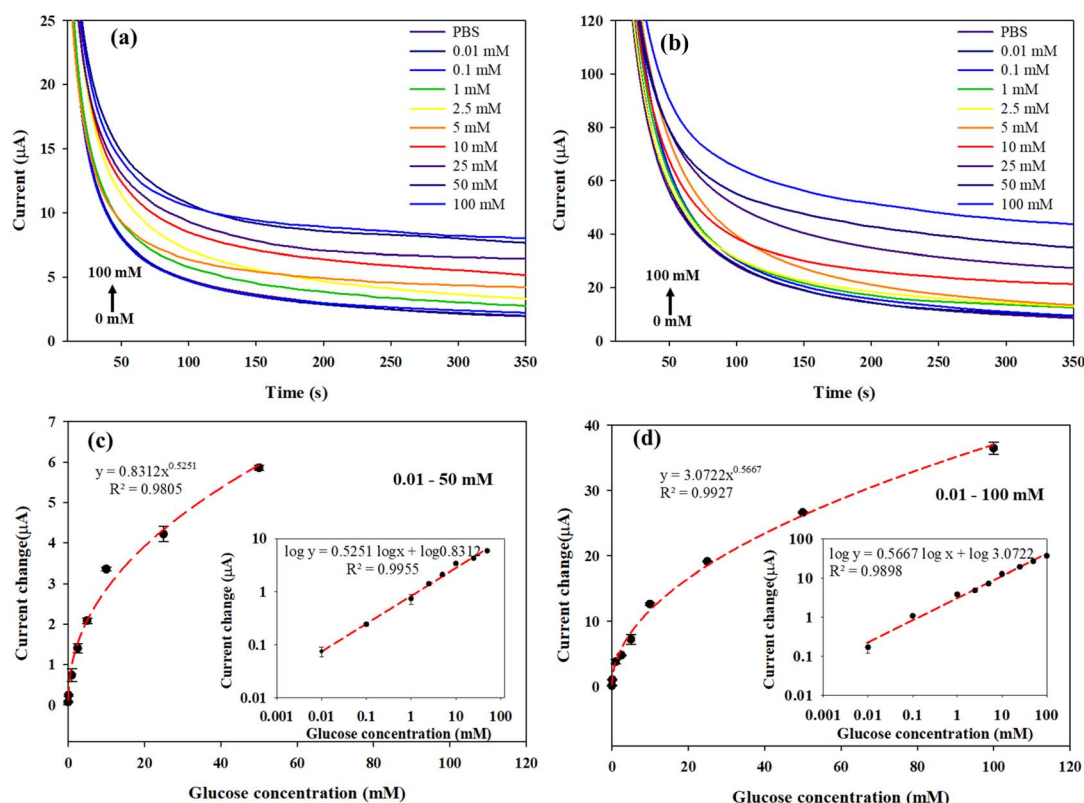 (a)
PBS
0.01 mM
0.1 mM
1 mM
2.5 mM
5 mM
10 mM
25 mM
50 mM
100 mM
100 mM
0 mM
Current (µA)
25
20
15
10
5
0
50
100
150
200
250
300
350
Time (s)
(b)
PBS
0.01 mM
0.1 mM
1 mM
2.5 mM
5 mM
10 mM
25 mM
50 mM
100 mM
100 mM
0 mM
Current (µA)
120
100
80
60
40
20
0
50
100
150
200
250
300
350
Time (s)
(c)
y = 0.8312x^0.5251
R² = 0.9805
0.01 - 50 mM
Current change(µA)
7
6
5
4
3
2
1
0
log y = 0.5251 logx + log0.8312
R² = 0.9955
Current change (µA)
10
1
0.1
0.01
0.001
0.01
0.1
1
10
100
Glucose concentration (mM)
0
20
40
60
80
100
120
Glucose concentration (mM)
(d)
y = 3.0722x^0.5667
R² = 0.9927
0.01 - 100 mM
Current change(µA)
40
30
20
10
0
log y = 0.5667 log x + log 3.0722
R² = 0.9898
Current change(µA)
100
10
1
0.1
0.01
0.001
0.01
0.1
1
10
100
Glucose concentration (mM)
0
20
40
60
80
100
120
Glucose concentration (mM)